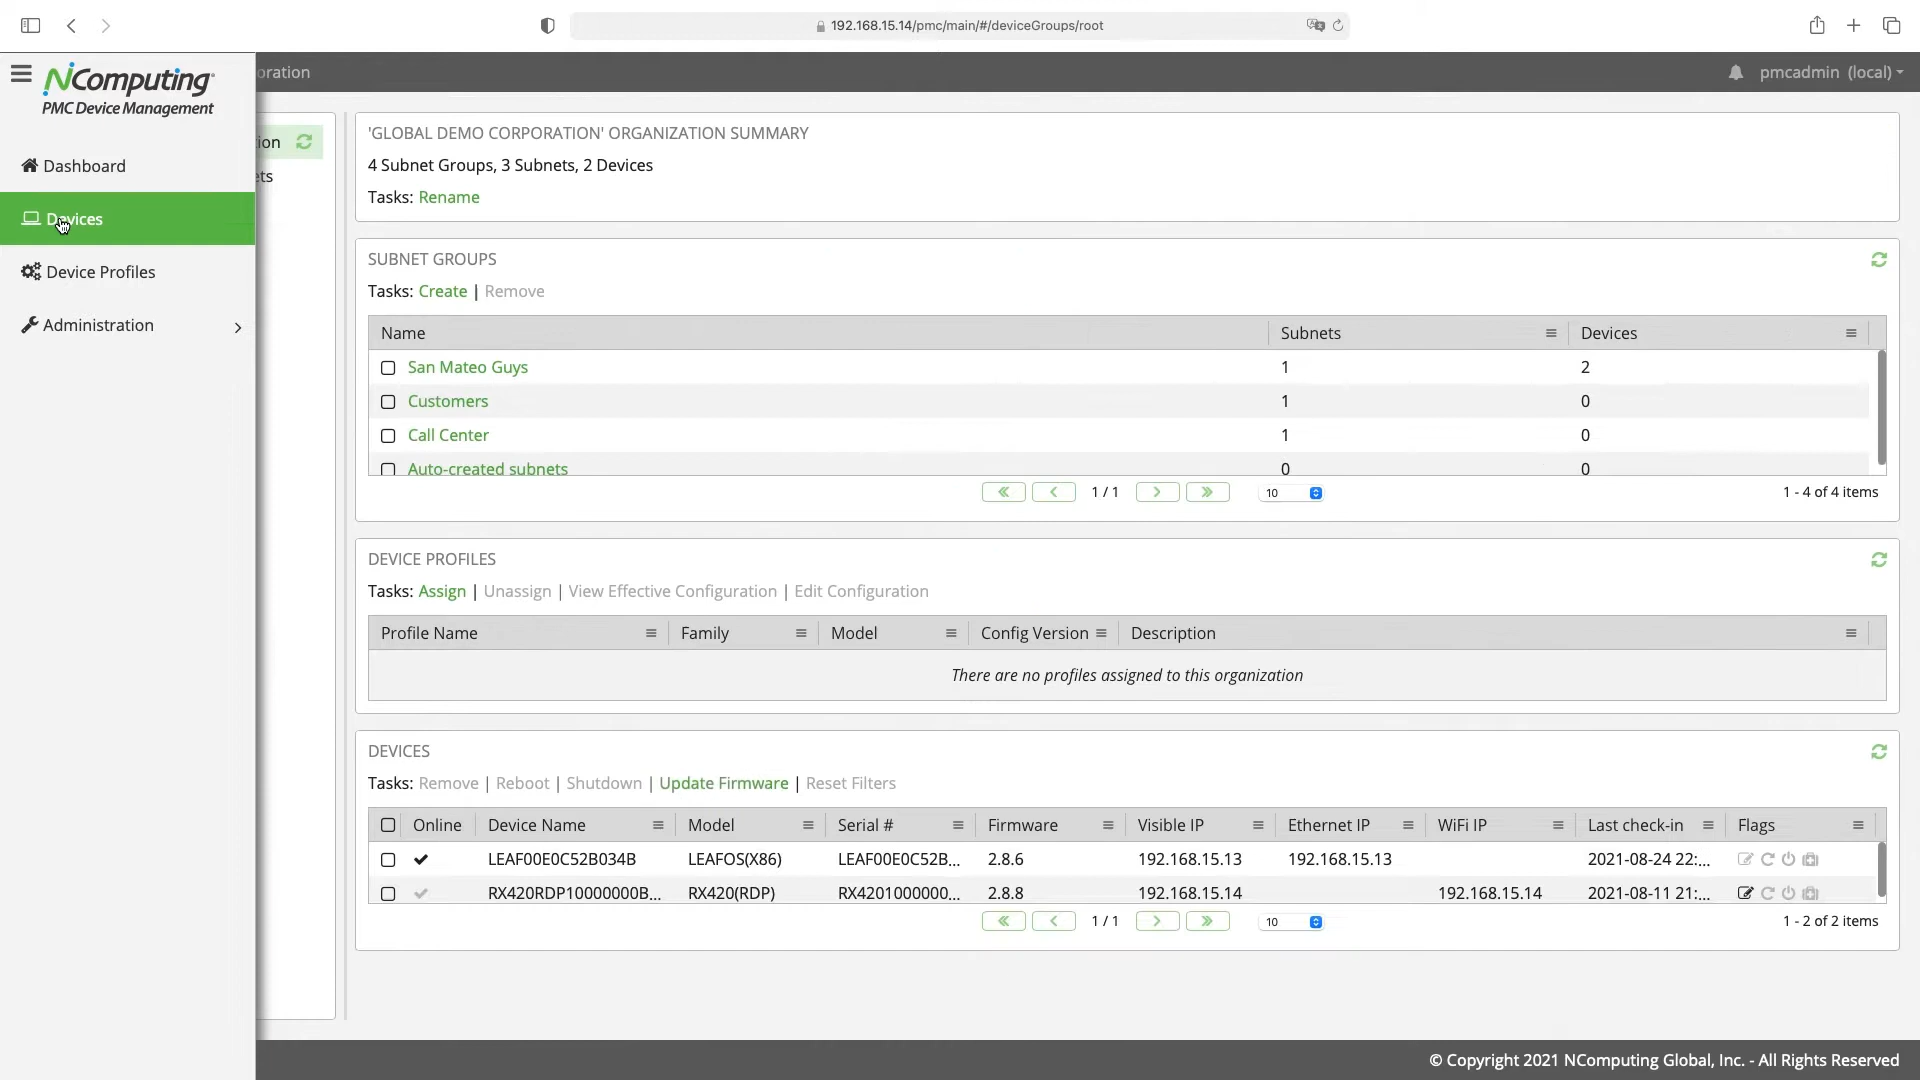 192.168.15.14/pmc/main/#/deviceGroups/root
NComputing
PMC Device Management
oration
pmcadmin (local)
Dashboard
Devices
Device Profiles
Administration
ion
ets
'GLOBAL DEMO CORPORATION' ORGANIZATION SUMMARY
4 Subnet Groups, 3 Subnets, 2 Devices
Tasks: Rename
SUBNET GROUPS
Tasks: Create | Remove
Name Subnets Devices
San Mateo Guys 1 2
Customers 1 0
Call Center 1 0
Auto-created subnets 0 0
1 / 1 10 1 - 4 of 4 items
DEVICE PROFILES
Tasks: Assign | Unassign | View Effective Configuration | Edit Configuration
Profile Name Family Model Config Version Description
There are no profiles assigned to this organization
DEVICES
Tasks: Remove | Reboot | Shutdown | Update Firmware | Reset Filters
Online Device Name Model Serial # Firmware Visible IP Ethernet IP WiFi IP Last check-in Flags
LEAF00E0C52B034B LEAFOS(X86) LEAF00E0C52B... 2.8.6 192.168.15.13 192.168.15.13 2021-08-24 22:...
RX420RDP10000000B... RX420(RDP) RX4201000000... 2.8.8 192.168.15.14 192.168.15.14 2021-08-11 21:...
1 / 1 10 1 - 2 of 2 items
© Copyright 2021 NComputing Global, Inc. - All Rights Reserved